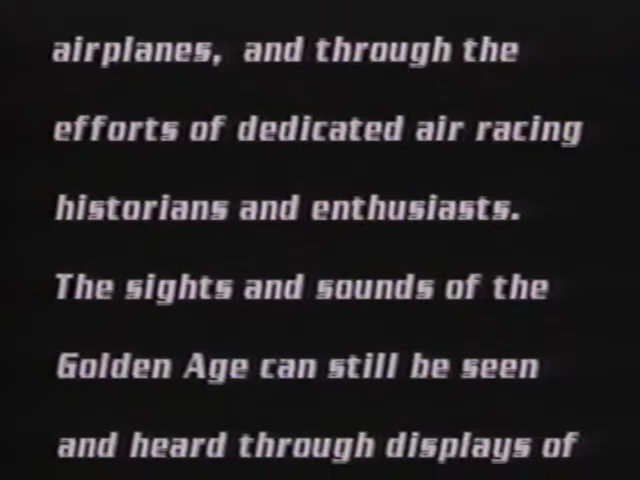 airplanes, and through the
efforts of dedicated air racing
historians and enthusiasts.
The sights and sounds of the
Golden Age can still be seen
and heard through displays of